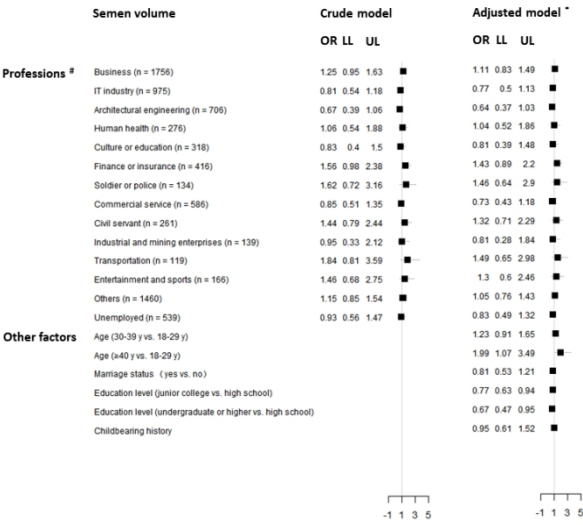 Semen volume Crude model Adjusted model *
OR LL UL OR LL UL
Professions # Business (n = 1756) 1.25 0.95 1.63 1.11 0.83 1.49
IT industry (n = 975) 0.81 0.54 1.18 0.77 0.5 1.13
Architectural engineering (n = 706) 0.67 0.39 1.06 0.64 0.37 1.03
Human health (n = 276) 1.06 0.54 1.88 1.04 0.52 1.86
Culture or education (n = 318) 0.83 0.4 1.5 0.81 0.39 1.48
Finance or insurance (n = 416) 1.56 0.98 2.38 1.43 0.89 2.2
Soldier or police (n = 134) 1.62 0.72 3.16 1.46 0.64 2.9
Commercial service (n = 586) 0.85 0.51 1.35 0.73 0.43 1.18
Civil servant (n = 261) 1.44 0.79 2.44 1.32 0.71 2.29
Industrial and mining enterprises (n = 139) 0.95 0.33 2.12 0.81 0.28 1.84
Transportation (n = 119) 1.84 0.81 3.59 1.49 0.65 2.98
Entertainment and sports (n = 166) 1.46 0.68 2.75 1.3 0.6 2.46
Others (n = 1460) 1.15 0.85 1.54 1.05 0.76 1.43
Unemployed (n = 539) 0.93 0.56 1.47 0.83 0.49 1.32
Other factors Age (30-39 y vs. 18-29 y) 1.23 0.91 1.65
Age (≥40 y vs. 18-29 y) 1.99 1.07 3.49
Marriage status （yes vs. no） 0.81 0.53 1.21
Education level (junior college vs. high school) 0.77 0.63 0.94
Education level (undergraduate or higher vs. high school) 0.67 0.47 0.95
Childbearing history 0.95 0.61 1.52
-1 1 3 5 -1 1 3 5